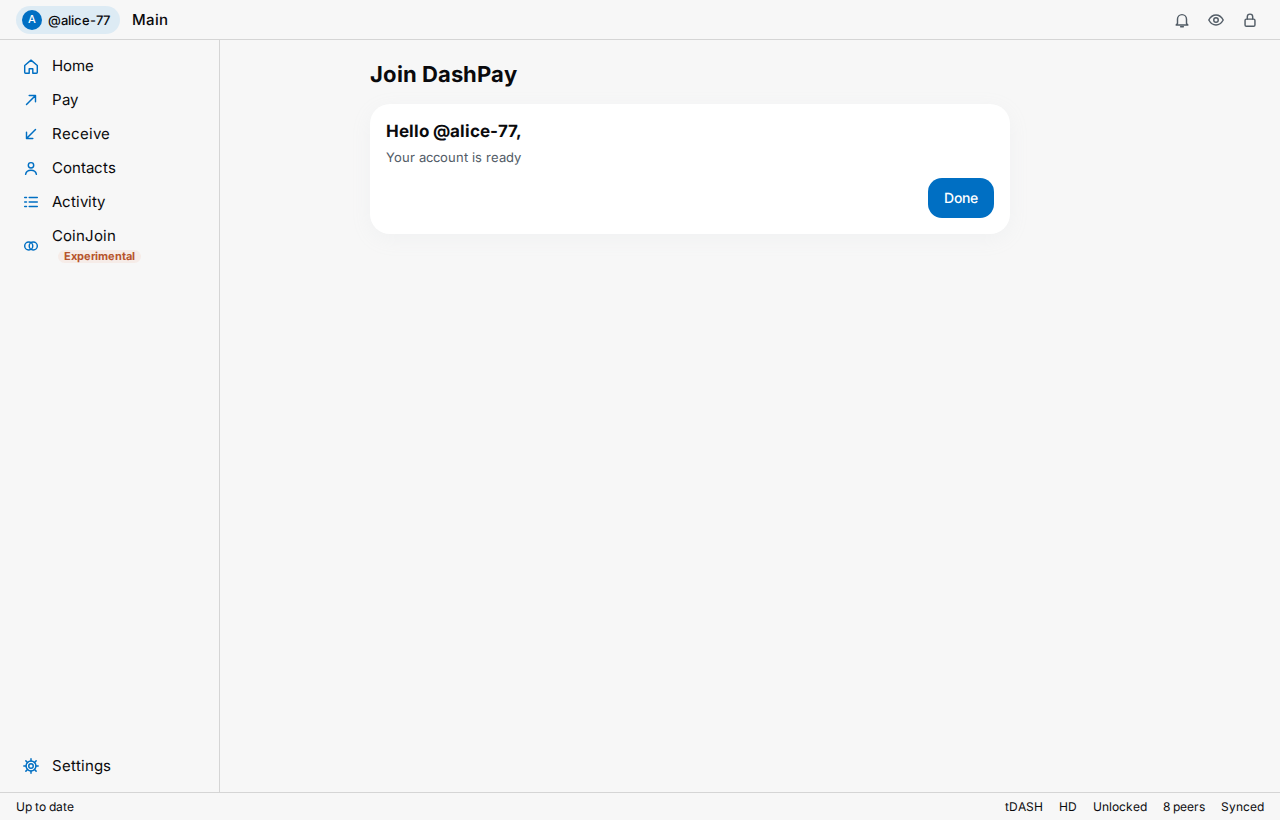 A @alice-77 Main
Home
Pay
Receive
Contacts
Activity
CoinJoin
Experimental
Settings
Join DashPay
Hello @alice-77,
Your account is ready
Done
Up to date tDASH HD Unlocked 8 peers Synced